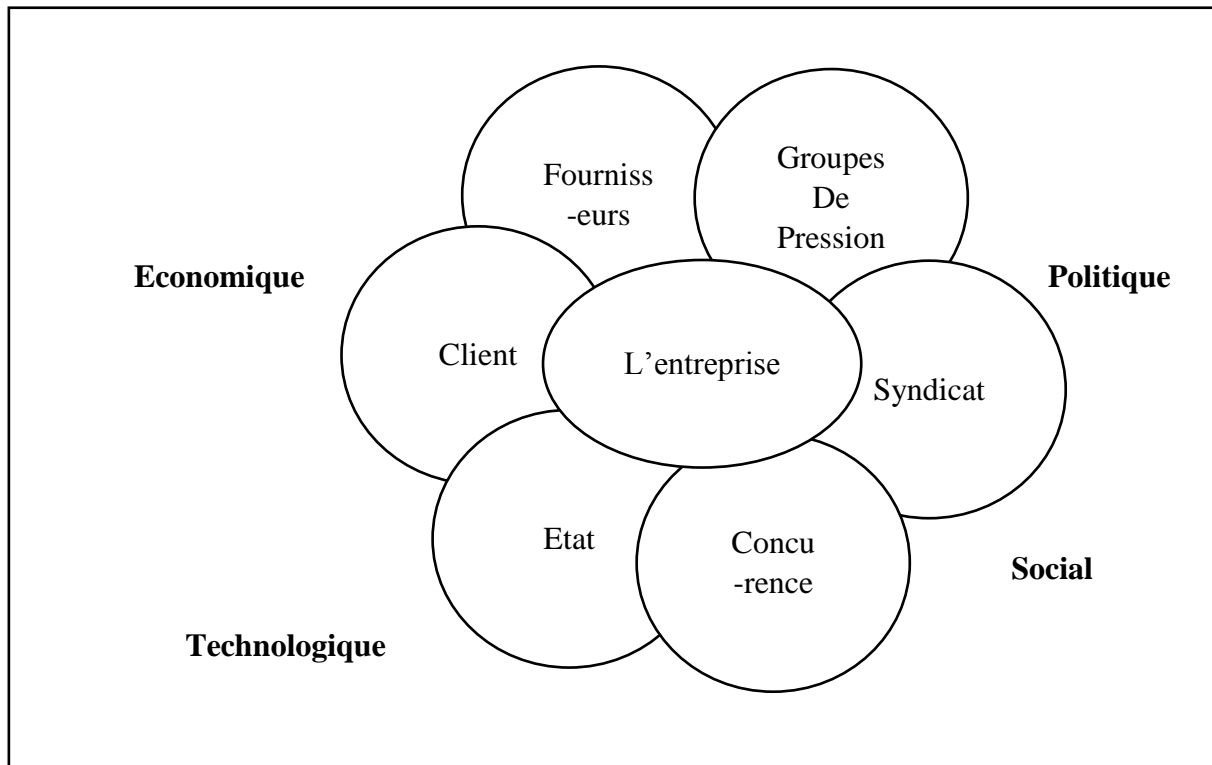 Fourniss
-eurs
Groupes
De
Pression
Economique
Politique
Client
L’entreprise
Syndicat
Etat
Concu
-rence
Social
Technologique